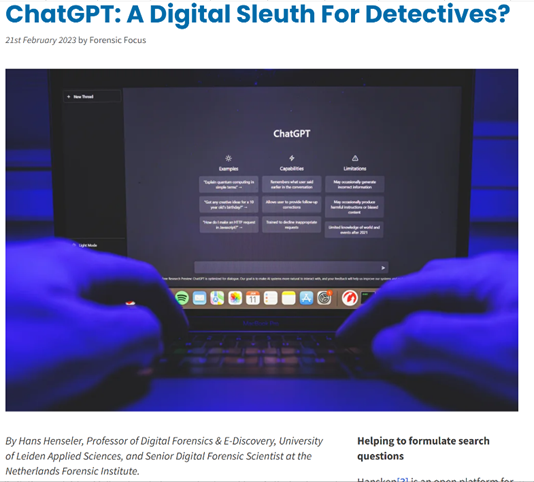 ChatGPT: A Digital Sleuth For Detectives?
21st February 2023 by Forensic Focus
New Thread
ChatGPT
Examples
Capabilities
Limitations
"Explain quantum computing in simple terms" →
Remembers what user said earlier in the conversation
May occasionally generate incorrect information
"Got any creative ideas for a 10 year old's birthday?" →
Allows user to provide follow-up corrections
May occasionally produce harmful instructions or biased content
"How do I make an HTTP request in Javascript?" →
Trained to decline inappropriate requests
Limited knowledge of world and events after 2021
Light Mode
By Hans Henseler, Professor of Digital Forensics & E-Discovery, University
of Leiden Applied Sciences, and Senior Digital Forensic Scientist at the
Netherlands Forensic Institute.
Helping to formulate search
questions
Hansken[2] is an open platform for